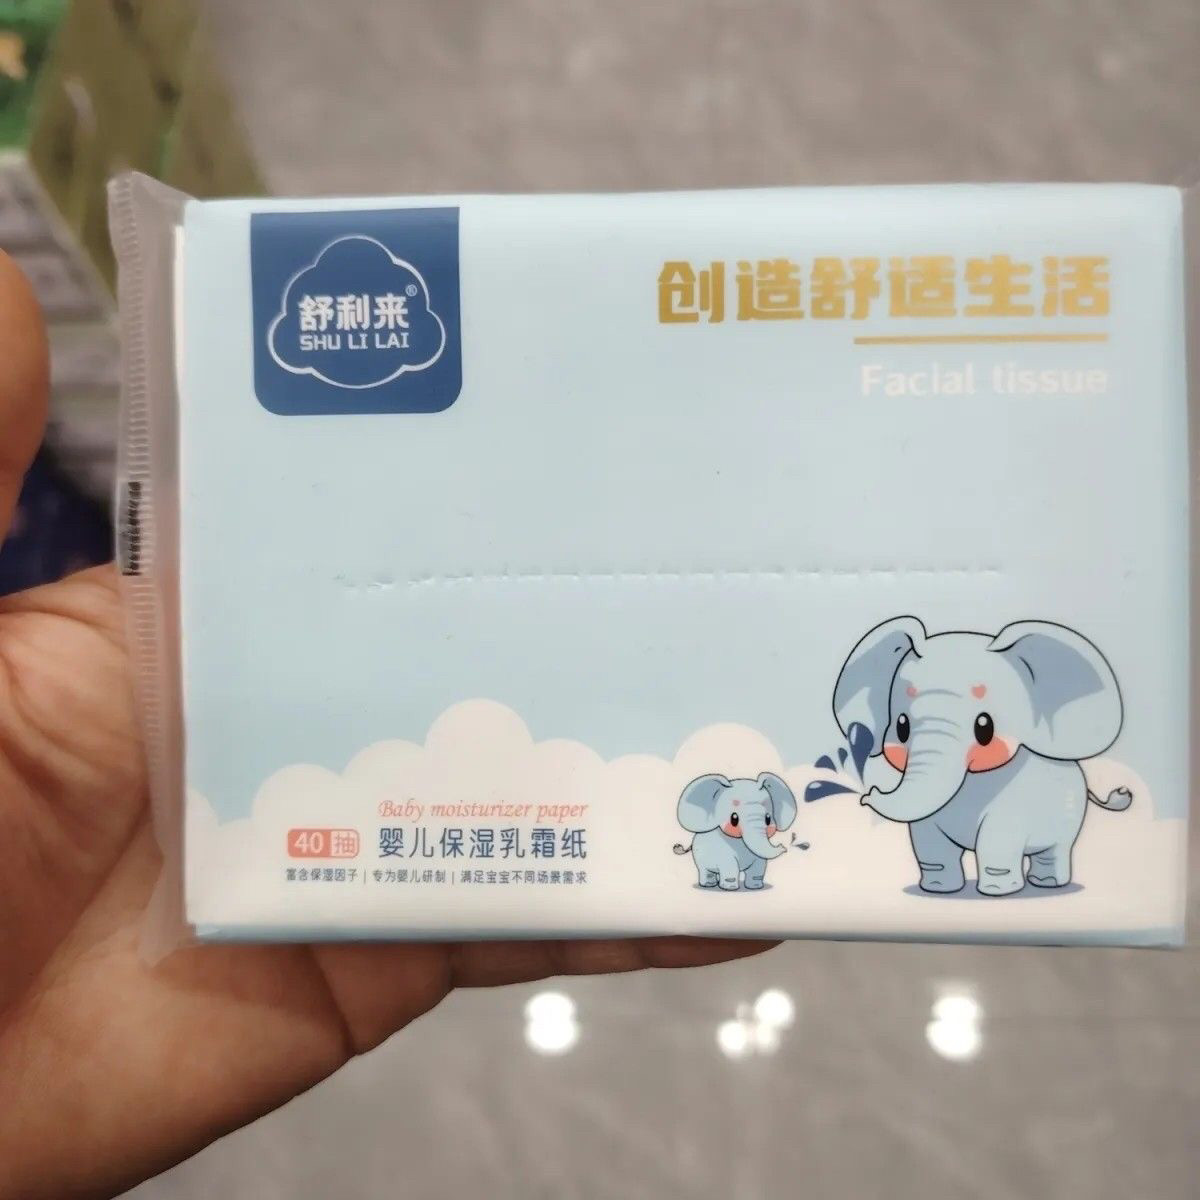 舒利来®
SHU LI LAI
创造舒适生活
Facial tissue
Baby moisturizer paper
40抽 婴儿保湿乳霜纸
富含保湿因子 | 专为婴儿研制 | 满足宝宝不同场景需求